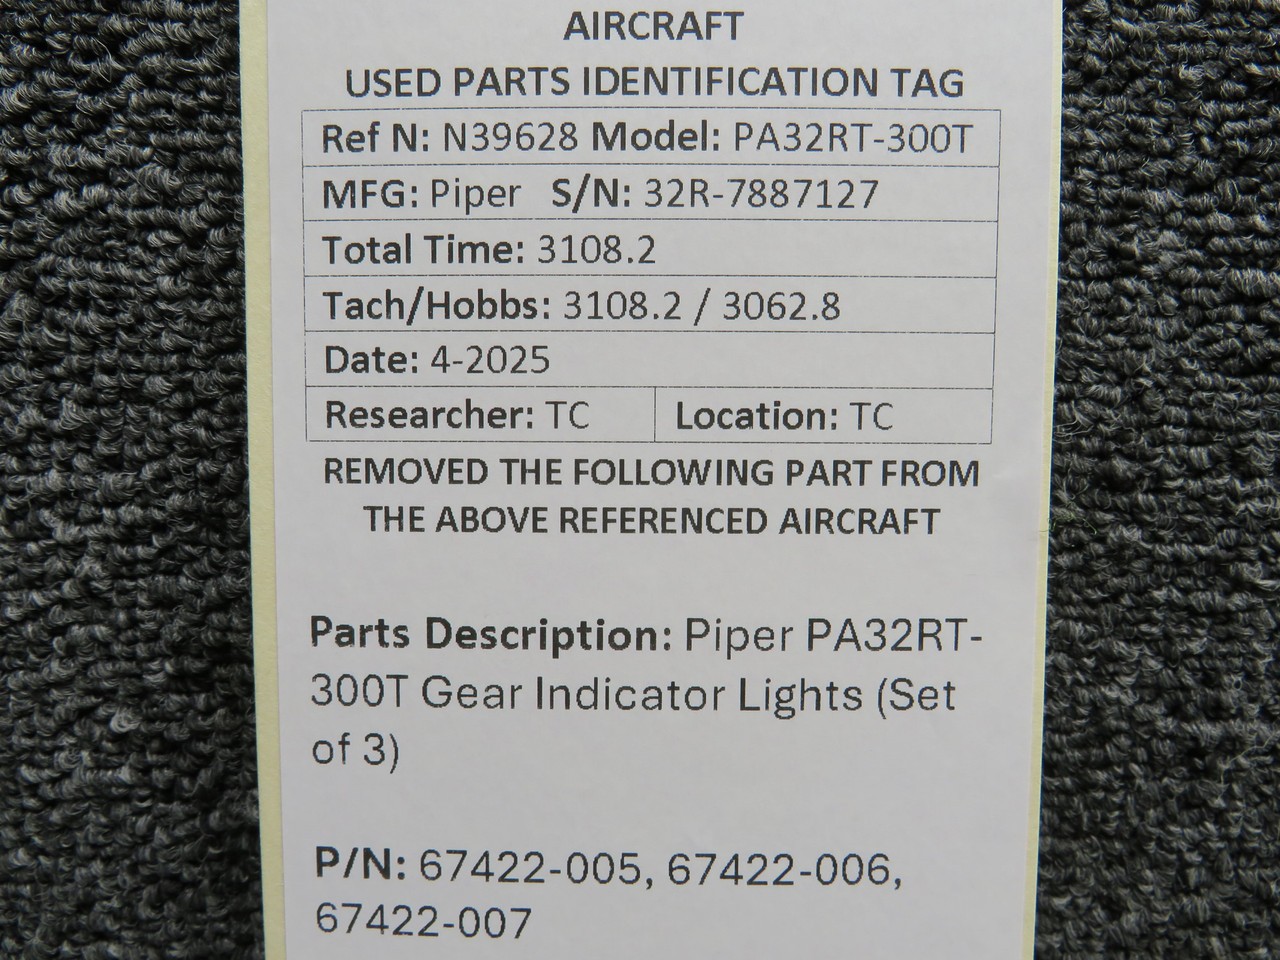 AIRCRAFT
USED PARTS IDENTIFICATION TAG
Ref N: N39628 Model: PA32RT-300T
MFG: Piper S/N: 32R-7887127
Total Time: 3108.2
Tach/Hobbs: 3108.2 / 3062.8
Date: 4-2025
Researcher: TC Location: TC
REMOVED THE FOLLOWING PART FROM
THE ABOVE REFERENCED AIRCRAFT
Parts Description: Piper PA32RT-
300T Gear Indicator Lights (Set
of 3)
P/N: 67422-005, 67422-006,
67422-007